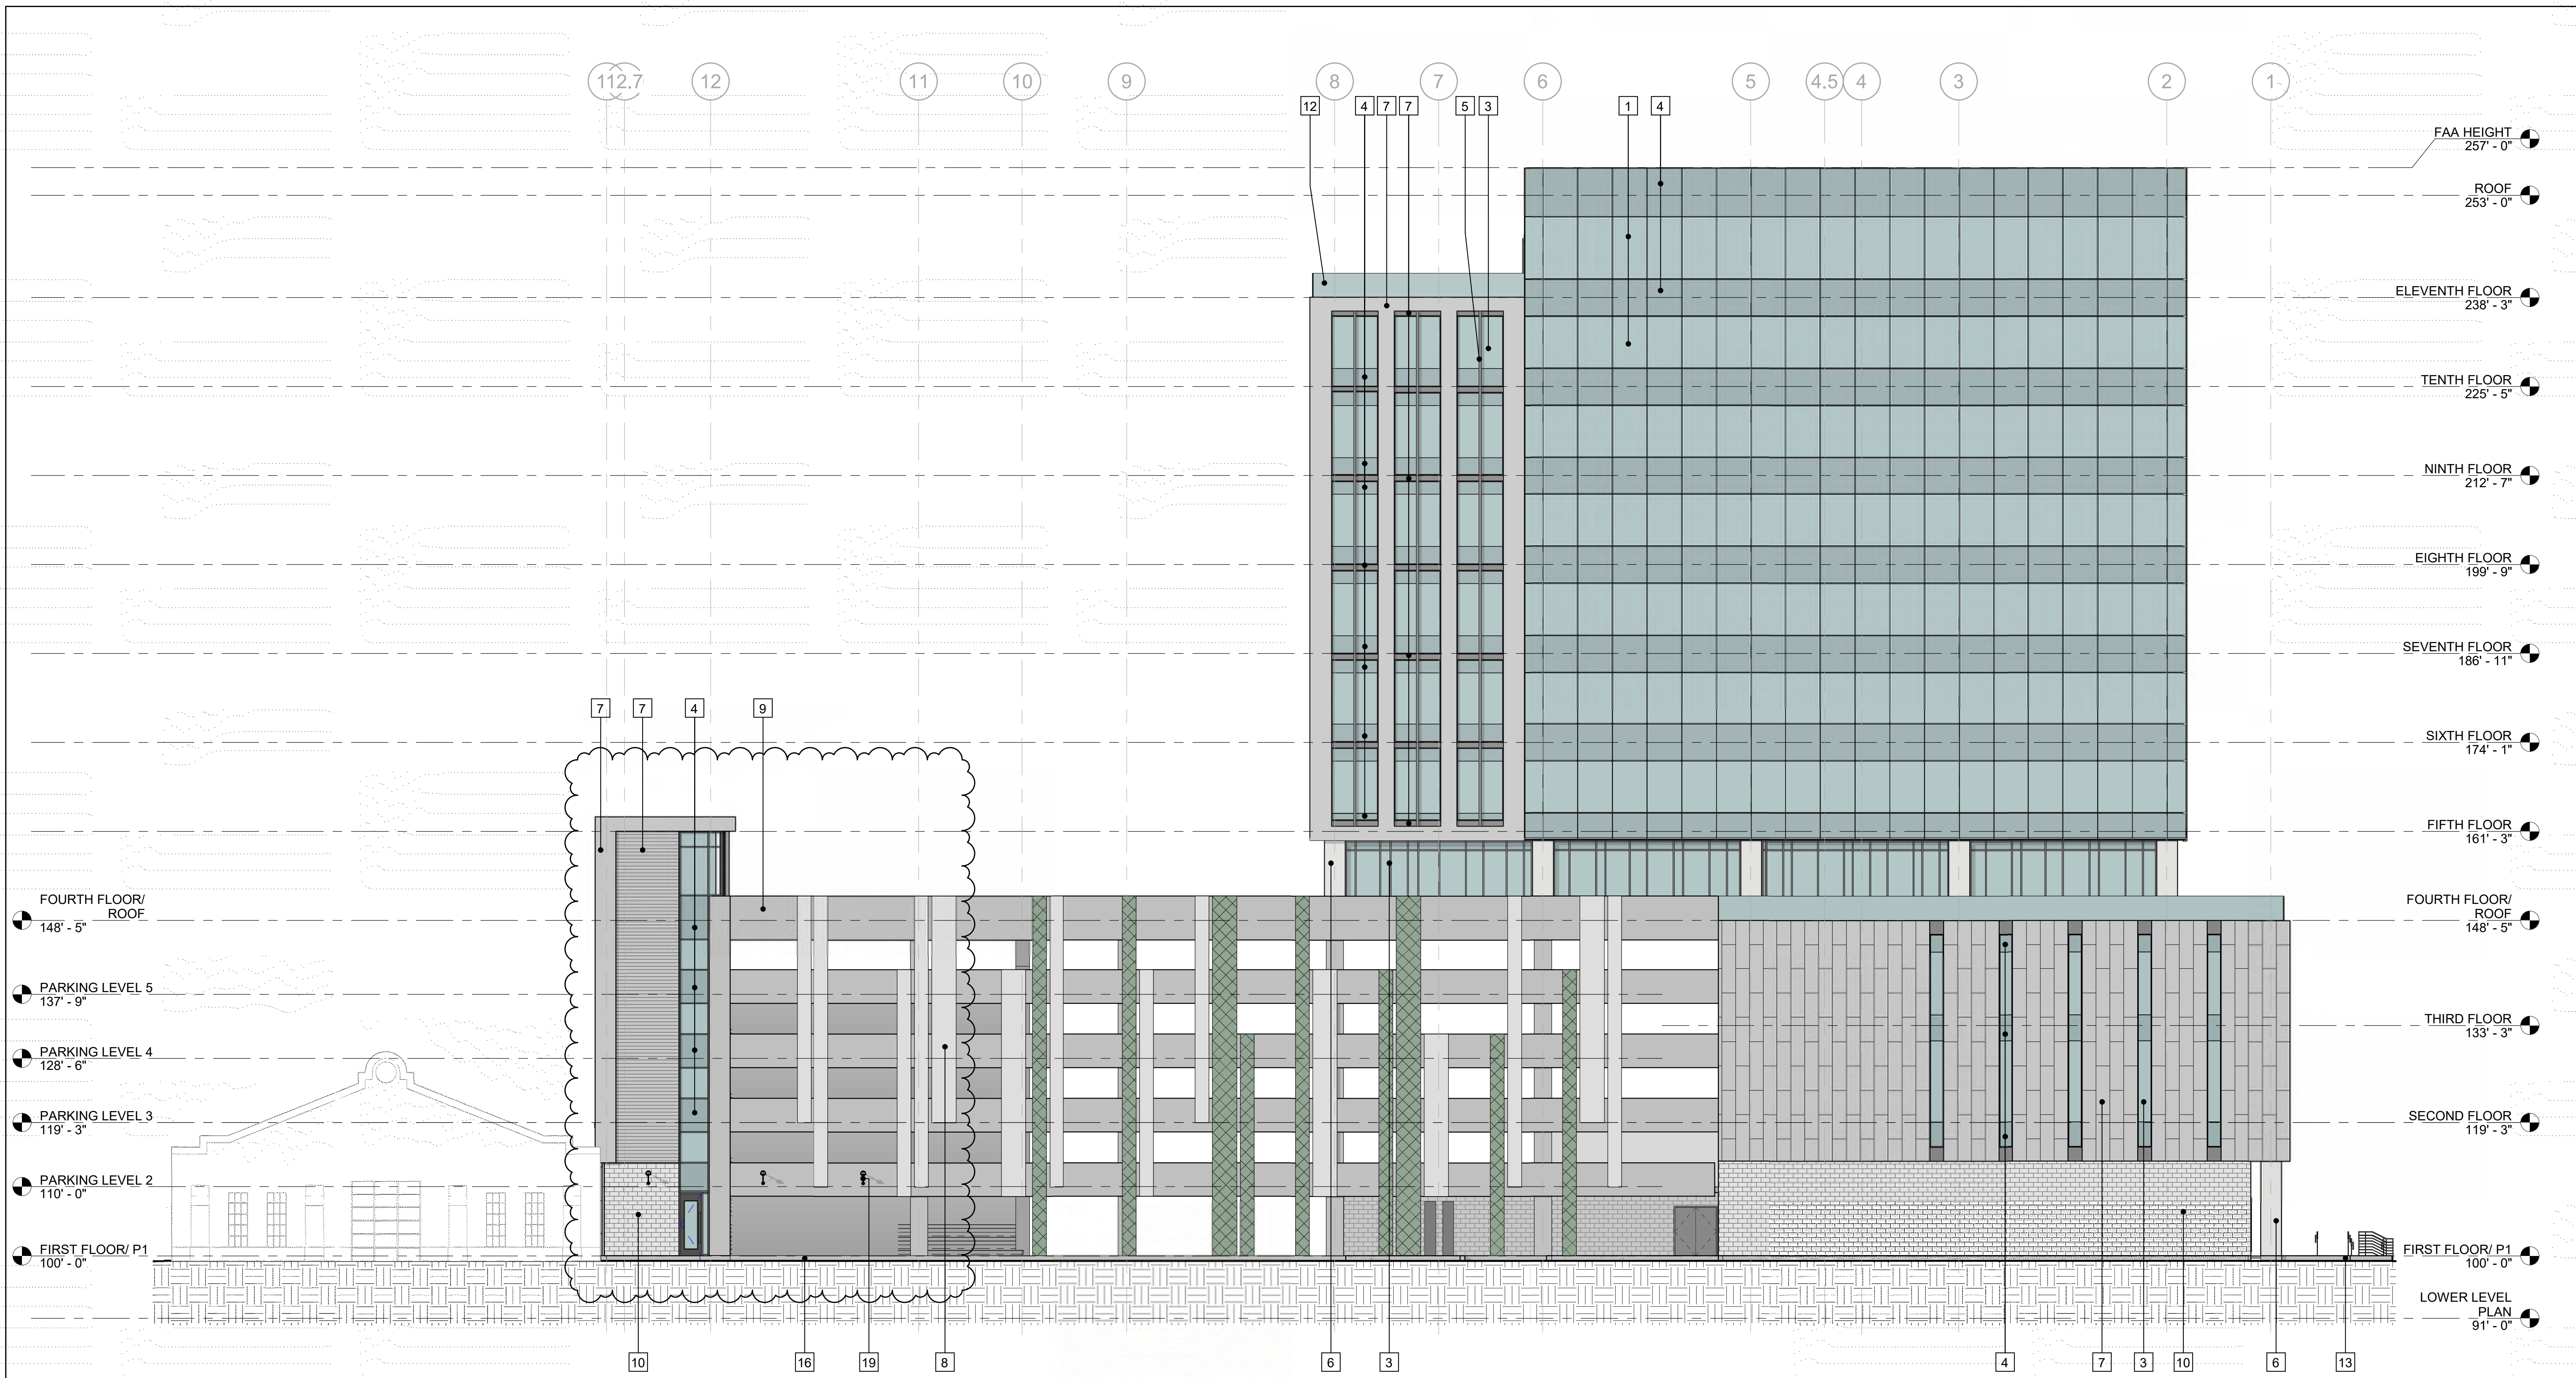 112.7 12 11 10 9 8 7 6 5 4.5 4 3 2 1
12 4 7 7 5 3 1 4
FAA HEIGHT
257' - 0"
ROOF
253' - 0"
ELEVENTH FLOOR
238' - 3"
TENTH FLOOR
225' - 5"
NINTH FLOOR
212' - 7"
EIGHTH FLOOR
199' - 9"
SEVENTH FLOOR
186' - 11"
SIXTH FLOOR
174' - 1"
FIFTH FLOOR
161' - 3"
FOURTH FLOOR/
ROOF
148' - 5"
THIRD FLOOR
133' - 3"
SECOND FLOOR
119' - 3"
FIRST FLOOR/ P1
100' - 0"
LOWER LEVEL
PLAN
91' - 0"
7 7 4 9
FOURTH FLOOR/
ROOF
148' - 5"
PARKING LEVEL 5
137' - 9"
PARKING LEVEL 4
128' - 6"
PARKING LEVEL 3
119' - 3"
PARKING LEVEL 2
110' - 0"
FIRST FLOOR/ P1
100' - 0"
10 16 19 8 6 3 4 7 3 10 6 13